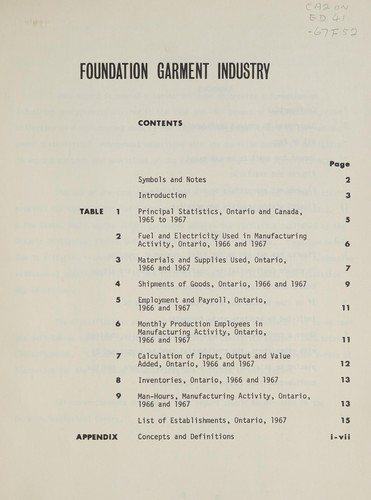 CA2 ON
ED 41
-67F52
FOUNDATION GARMENT INDUSTRY
CONTENTS
Page
Symbols and Notes 2
Introduction 3
TABLE 1 Principal Statistics, Ontario and Canada,
1965 to 1967 5
2 Fuel and Electricity Used in Manufacturing
Activity, Ontario, 1966 and 1967 6
3 Materials and Supplies Used, Ontario,
1966 and 1967 7
4 Shipments of Goods, Ontario, 1966 and 1967 9
5 Employment and Payroll, Ontario,
1966 and 1967 11
6 Monthly Production Employees in
Manufacturing Activity, Ontario,
1966 and 1967 11
7 Calculation of Input, Output and Value
Added, Ontario, 1966 and 1967 12
8 Inventories, Ontario, 1966 and 1967 13
9 Man-Hours, Manufacturing Activity, Ontario,
1966 and 1967 13
List of Establishments, Ontario, 1967 15
APPENDIX Concepts and Definitions i-vii